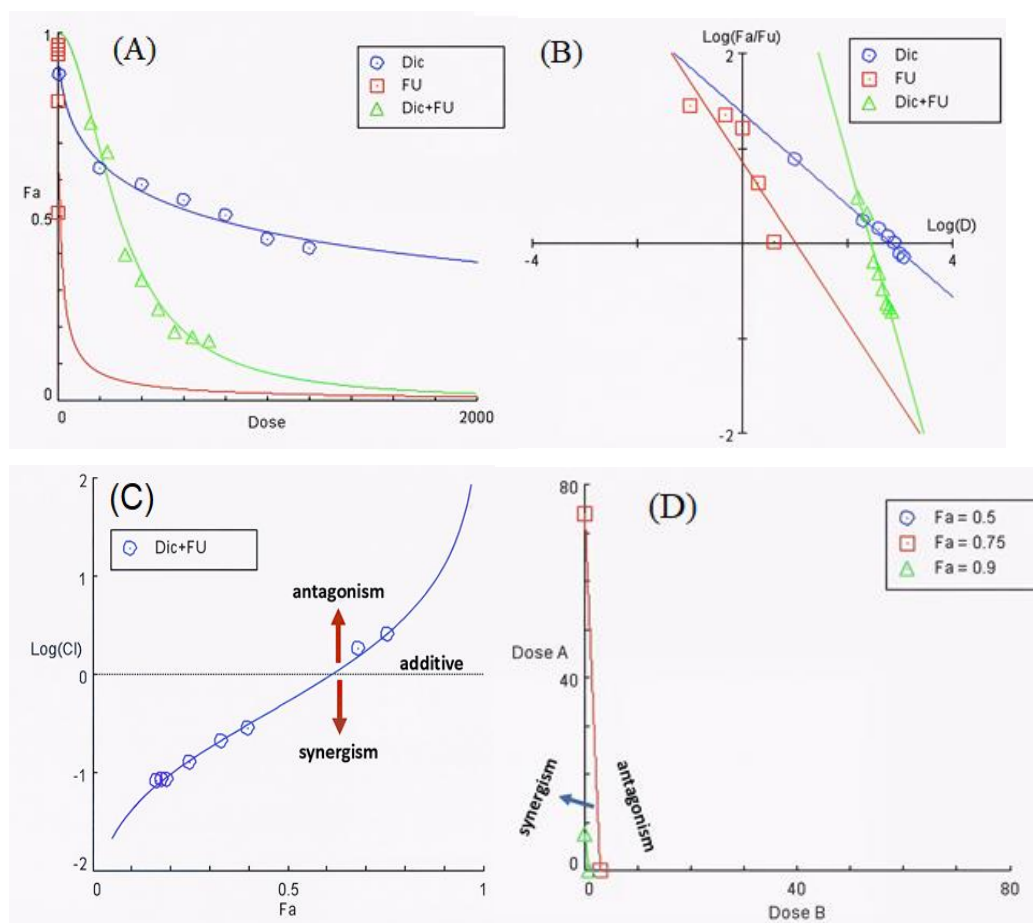 (A)
1
Dic
FU
Dic+FU
Fa
0.5
0
0
2000
Dose
(B)
Log(Fa/Fu)
2
Dic
FU
Dic+FU
Log(D)
-4
4
-2
(C)
2
Dic+FU
1
antagonism
Log(CI)
additive
0
synergism
-1
-2
0
0.5
1
Fa
(D)
80
Fa = 0.5
Fa = 0.75
Fa = 0.9
Dose A
40
synergism
antagonism
0
0
40
80
Dose B